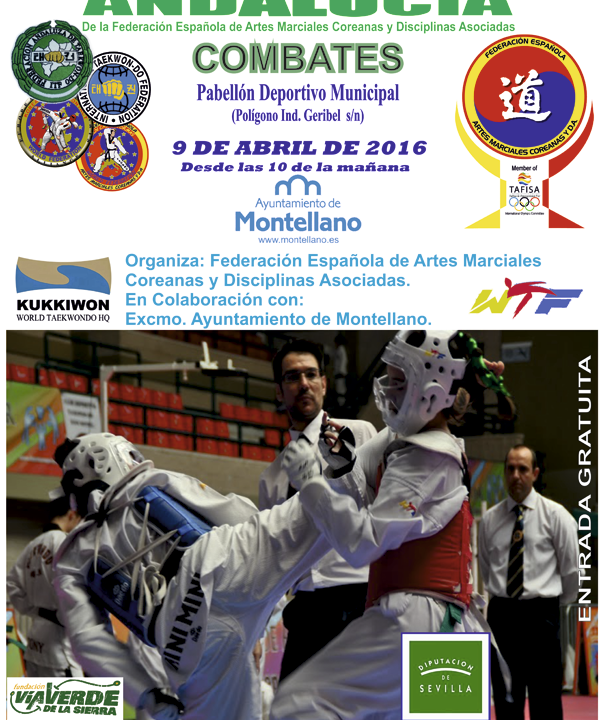 ANDALUCÍA
De la Federación Española de Artes Marciales Coreanas y Disciplinas Asociadas
COMBATES
Pabellón Deportivo Municipal
(Polígono Ind. Geribel s/n)
9 DE ABRIL DE 2016
Desde las 10 de la mañana
Ayuntamiento de
Montellano
www.montellano.es
TAEKWON-DO FEDERATION
INTERNAT
FEDERACIÓN ESPAÑOLA
道
ARTES MARCIALES COREANAS Y D.A.
Member of
TAFISA
KUKKIWON
WORLD TAEKWONDO HQ
Organiza: Federación Española de Artes Marciales
Coreanas y Disciplinas Asociadas.
En Colaboración con:
Excmo. Ayuntamiento de Montellano.
WTF
ENTRADA GRATUITA
MINIMINI
DIPUTACIÓN
DE
SEVILLA
fundación
VÍAVERDE
DE LA SIERRA